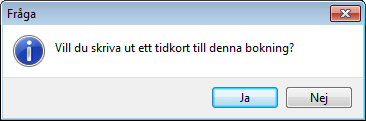 Fråga
Vill du skriva ut ett tidkort till denna bokning?
Ja
Nej